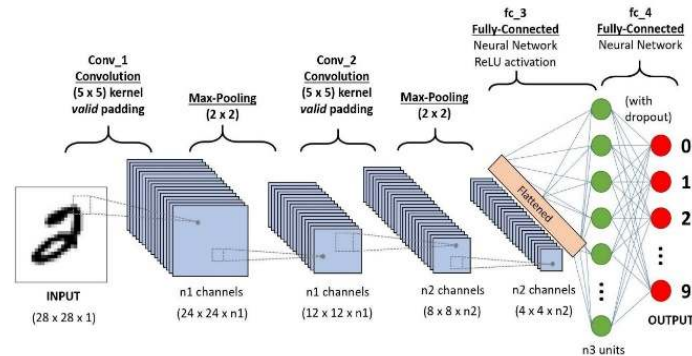 fc_3
Fully-Connected
Neural Network
ReLU activation
fc_4
Fully-Connected
Neural Network
Conv_1
Convolution
(5 x 5) kernel
valid padding
Max-Pooling
(2 x 2)
Conv_2
Convolution
(5 x 5) kernel
valid padding
Max-Pooling
(2 x 2)
(with
dropout)
Flattened
0
1
2
9
INPUT
(28 x 28 x 1)
n1 channels
(24 x 24 x n1)
n1 channels
(12 x 12 x n1)
n2 channels
(8 x 8 x n2)
n2 channels
(4 x 4 x n2)
OUTPUT
n3 units
2